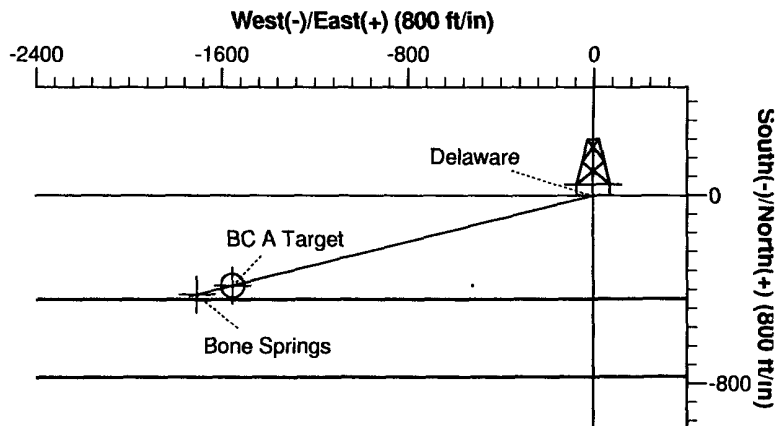 West(-)/East(+) (800 ft/in)
-2400 -1600 -800 0
Delaware
0
BC A Target
Bone Springs
-800
South(-)/North(+) (800 ft/in)